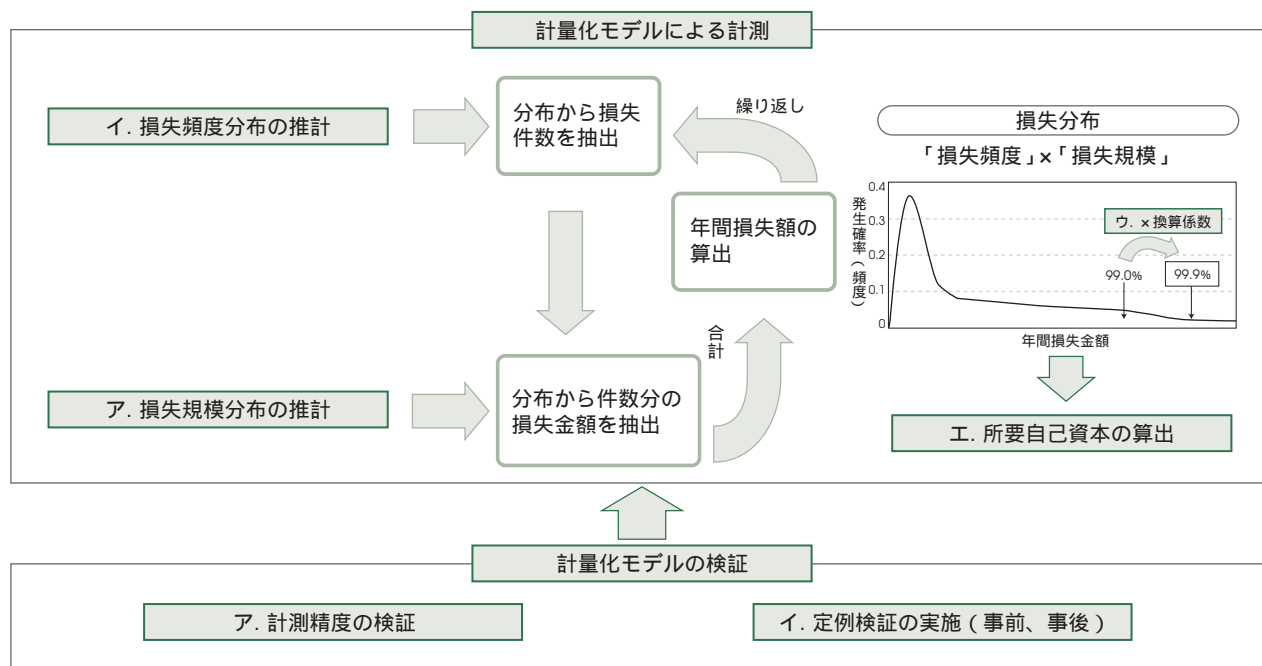 計量化モデルによる計測
イ. 損失頻度分布の推計
分布から損失
件数を抽出
繰り返し
年間損失額の
算出
合計
ア. 損失規模分布の推計
分布から件数分の
損失金額を抽出
損失分布
「損失頻度」×「損失規模」
発生確率(頻度)
0.4
0.3
0.2
0.1
0
ウ. ×換算係数
99.0%
99.9%
年間損失金額
エ. 所要自己資本の算出
計量化モデルの検証
ア. 計測精度の検証
イ. 定例検証の実施(事前、事後)